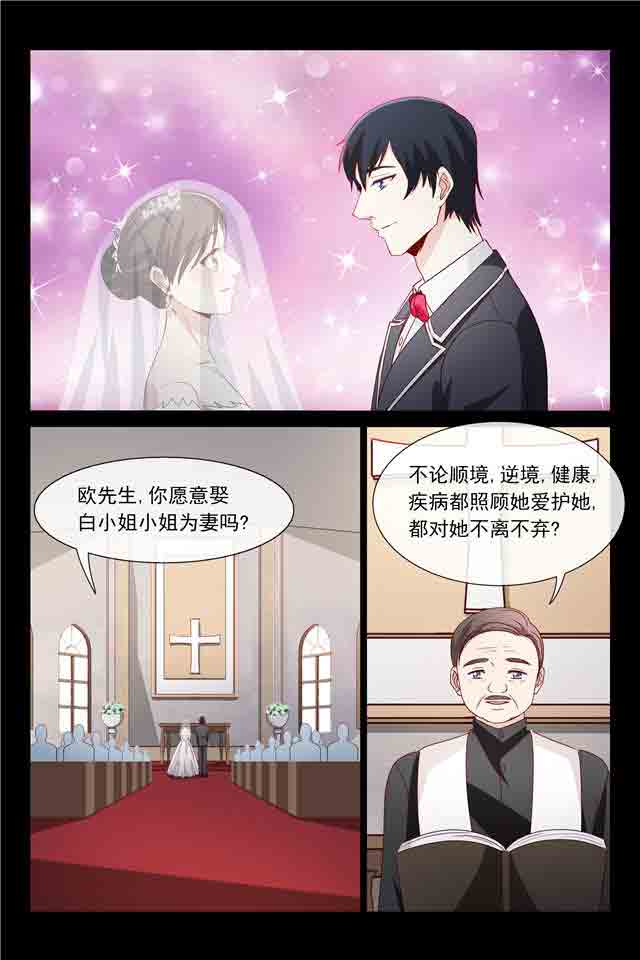 欧先生,你愿意娶
白小姐小姐为妻吗?
不论顺境,逆境,健康,
疾病都照顾她爱护她,
都对她不离不弃?